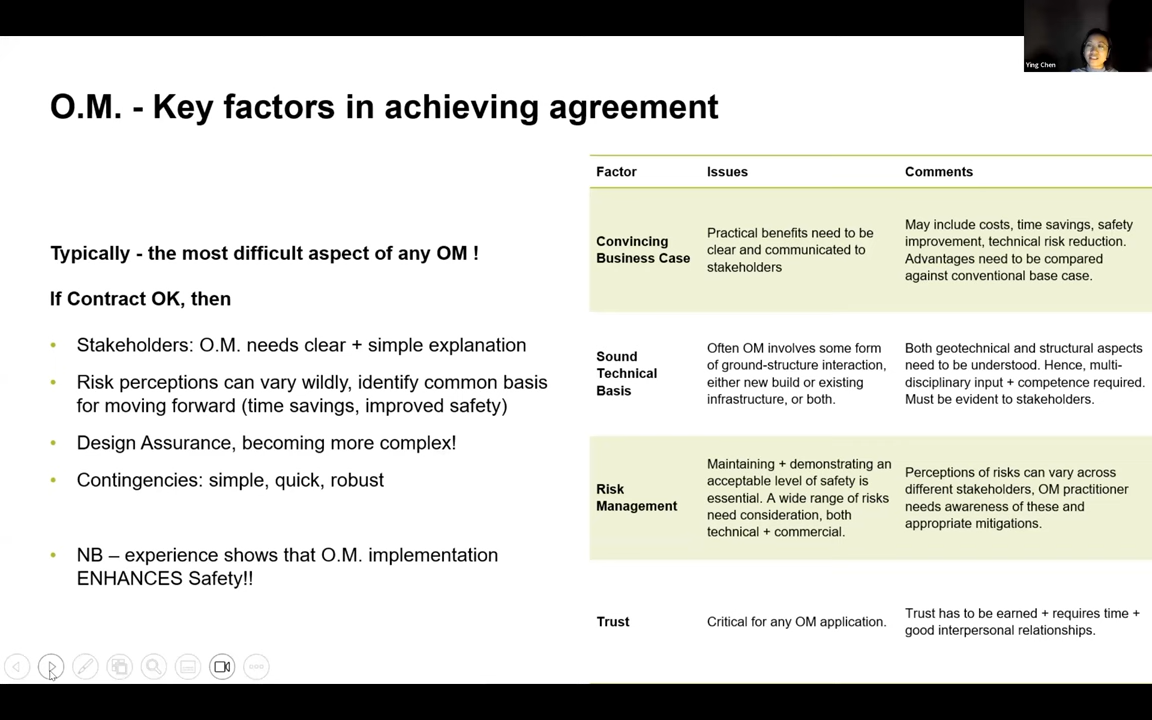 Ying Chen
O.M. - Key factors in achieving agreement
Typically - the most difficult aspect of any OM !
If Contract OK, then
• Stakeholders: O.M. needs clear + simple explanation
• Risk perceptions can vary wildly, identify common basis
for moving forward (time savings, improved safety)
• Design Assurance, becoming more complex!
• Contingencies: simple, quick, robust
• NB – experience shows that O.M. implementation
ENHANCES Safety!!
Factor Issues Comments
Convincing
Business Case
Practical benefits need to be
clear and communicated to
stakeholders
May include costs, time savings, safety
improvement, technical risk reduction.
Advantages need to be compared
against conventional base case.
Sound
Technical
Basis
Often OM involves some form
of ground-structure interaction,
either new build or existing
infrastructure, or both.
Both geotechnical and structural aspects
need to be understood. Hence, multi-
disciplinary input + competence required.
Must be evident to stakeholders.
Risk
Management
Maintaining + demonstrating an
acceptable level of safety is
essential. A wide range of risks
need consideration, both
technical + commercial.
Perceptions of risks can vary across
different stakeholders, OM practitioner
needs awareness of these and
appropriate mitigations.
Trust
Critical for any OM application.
Trust has to be earned + requires time +
good interpersonal relationships.